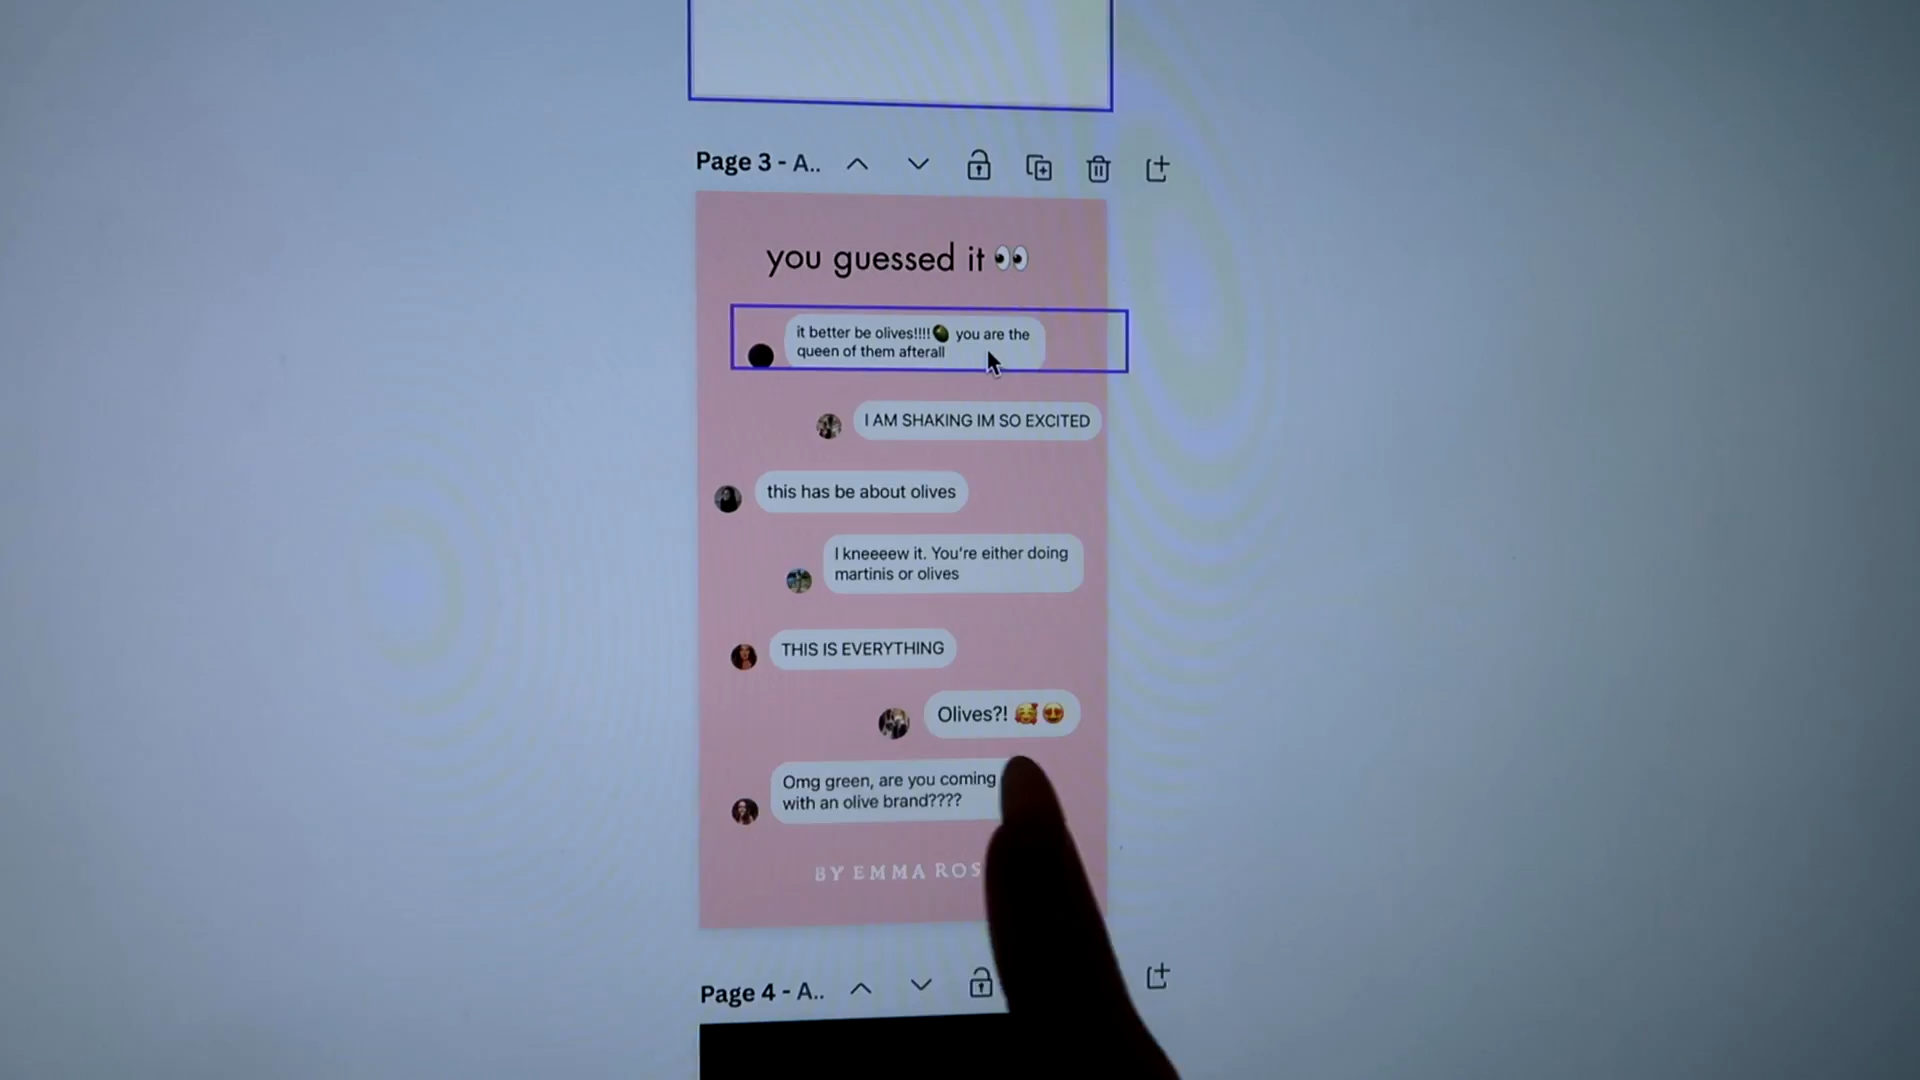 Page 3 - A..
you guessed it 👀
it better be olives!!!!🫒 you are the
queen of them afterall
I AM SHAKING IM SO EXCITED
this has be about olives
I kneeeew it. You're either doing
martinis or olives
THIS IS EVERYTHING
Olives?! 🥰😍
Omg green, are you coming
with an olive brand????
BY EMMA
Page 4 - A..